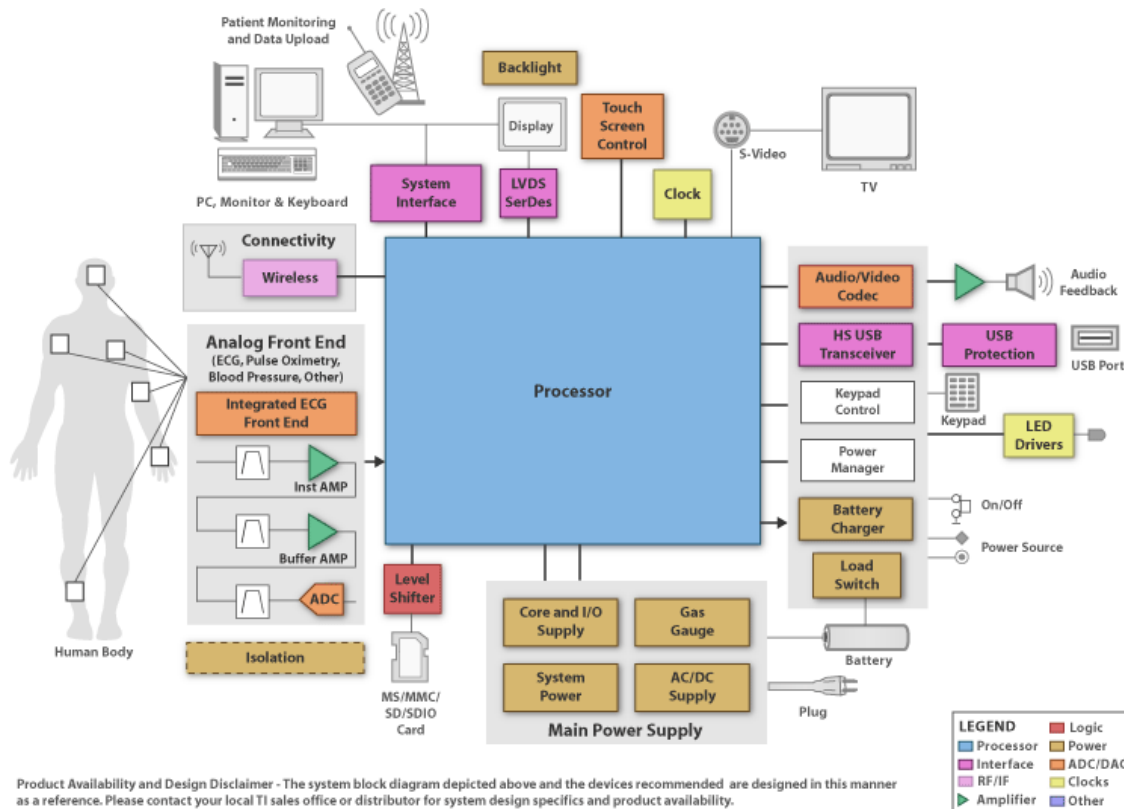 Patient Monitoring
and Data Upload
Backlight
Touch
Screen
Control
Display
S-Video
TV
PC, Monitor & Keyboard
System
Interface
LVDS
SerDes
Clock
Connectivity
Wireless
Processor
Audio/Video
Codec
Audio
Feedback
HS USB
Transceiver
USB
Protection
USB Port
Keypad
Control
Keypad
LED
Drivers
Power
Manager
Battery
Charger
On/Off
Power Source
Load
Switch
Analog Front End
(ECG, Pulse Oximetry,
Blood Pressure, Other)
Integrated ECG
Front End
Inst AMP
Buffer AMP
ADC
Human Body
Isolation
Level
Shifter
MS/MMC/
SD/SDIO
Card
Core and I/O
Supply
Gas
Gauge
System
Power
AC/DC
Supply
Main Power Supply
Battery
Plug
LEGEND
Processor
Interface
RF/IF
Amplifier
Logic
Power
ADC/DAC
Clocks
Other
Product Availability and Design Disclaimer - The system block diagram depicted above and the devices recommended are designed in this manner
as a reference. Please contact your local TI sales office or distributor for system design specifics and product availability.